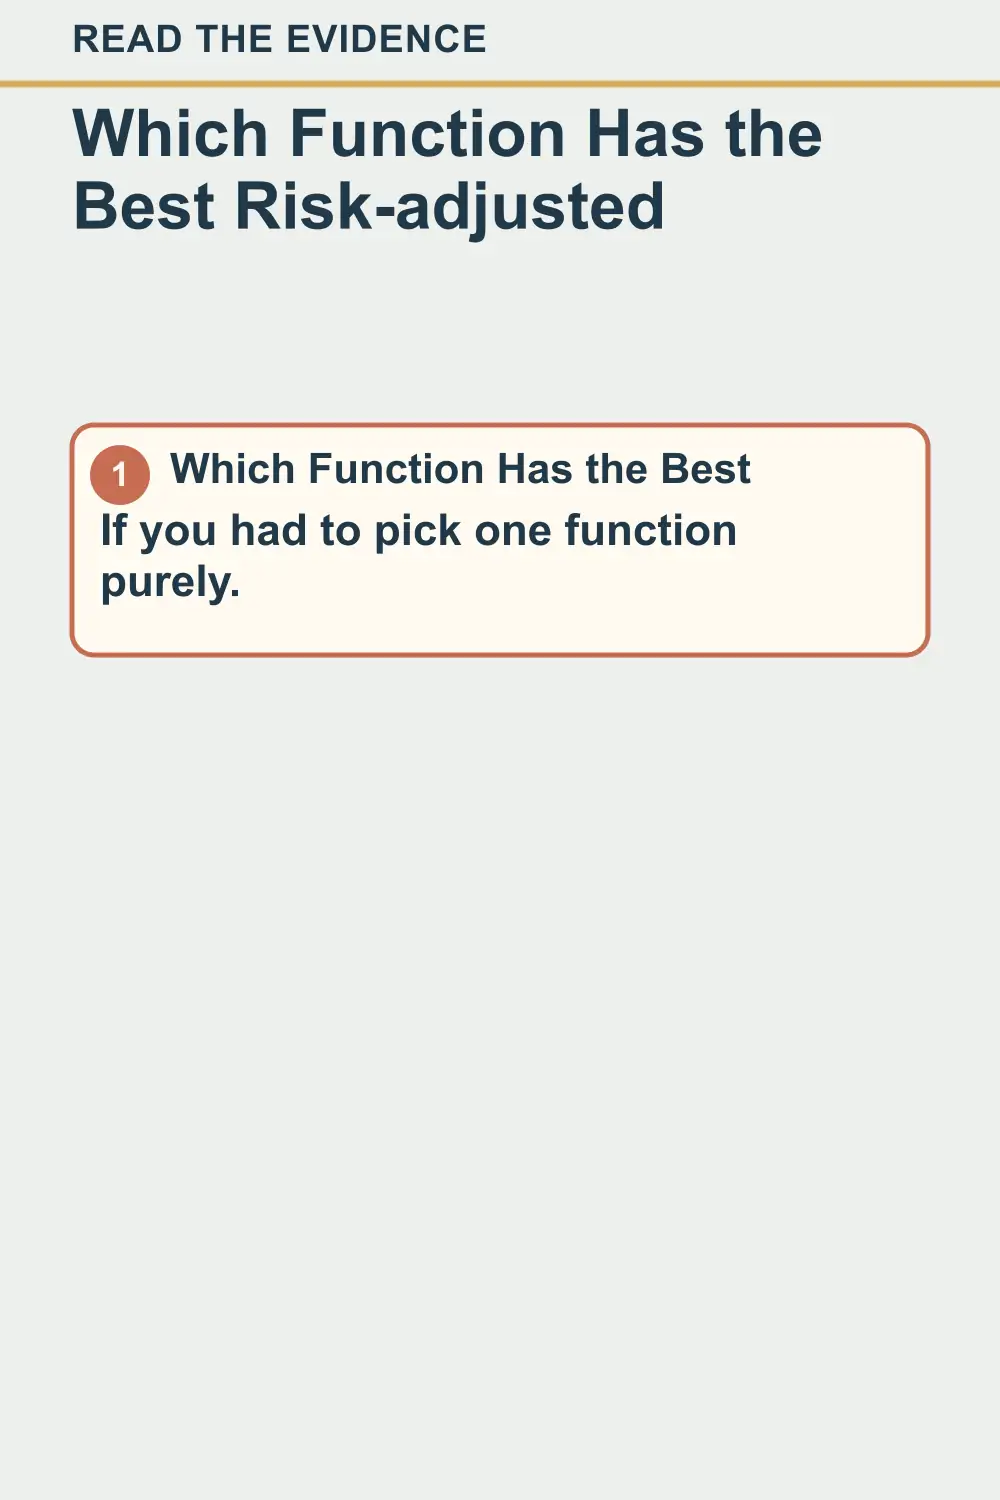 READ THE EVIDENCE
Which Function Has the
Best Risk-adjusted
1 Which Function Has the Best
If you had to pick one function
purely.